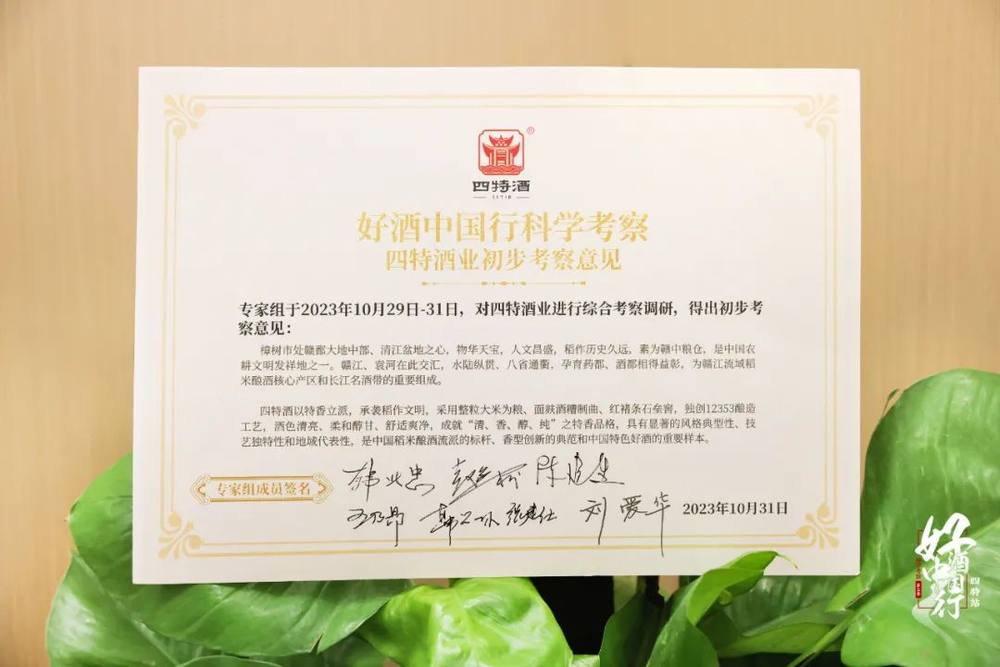 四特酒
好酒中国行科学考察
四特酒业初步考察意见
专家组于2023年10月29日-31日，对四特酒业进行综合考察调研，得出初步考
察意见：
樟树市处赣鄱大地中部、清江盆地之心，物华天宝，人文昌盛，稻作历史久远，素为赣中粮仓，是中国农
耕文明发祥地之一。赣江、袁河在此交汇，水陆纵贯、八省通衢，孕育药都、酒都相得益彰，为赣江流域稻
米酿酒核心产区和长江名酒带的重要组成。
四特酒以特香立派，承袭稻作文明，采用整粒大米为粮、面麸酒糟制曲、红褚条石垒窖，独创12353酿造
工艺，酒色清亮、柔和醇甘、舒适爽净，成就“清、香、醇、纯”之特香品格，具有显著的风格典型性、技
艺独特性和地域代表性，是中国稻米酿酒流派的标杆、香型创新的典范和中国特色好酒的重要样本。
专家组成员签名
刘爱华 2023年10月31日
好酒中国行
四特站